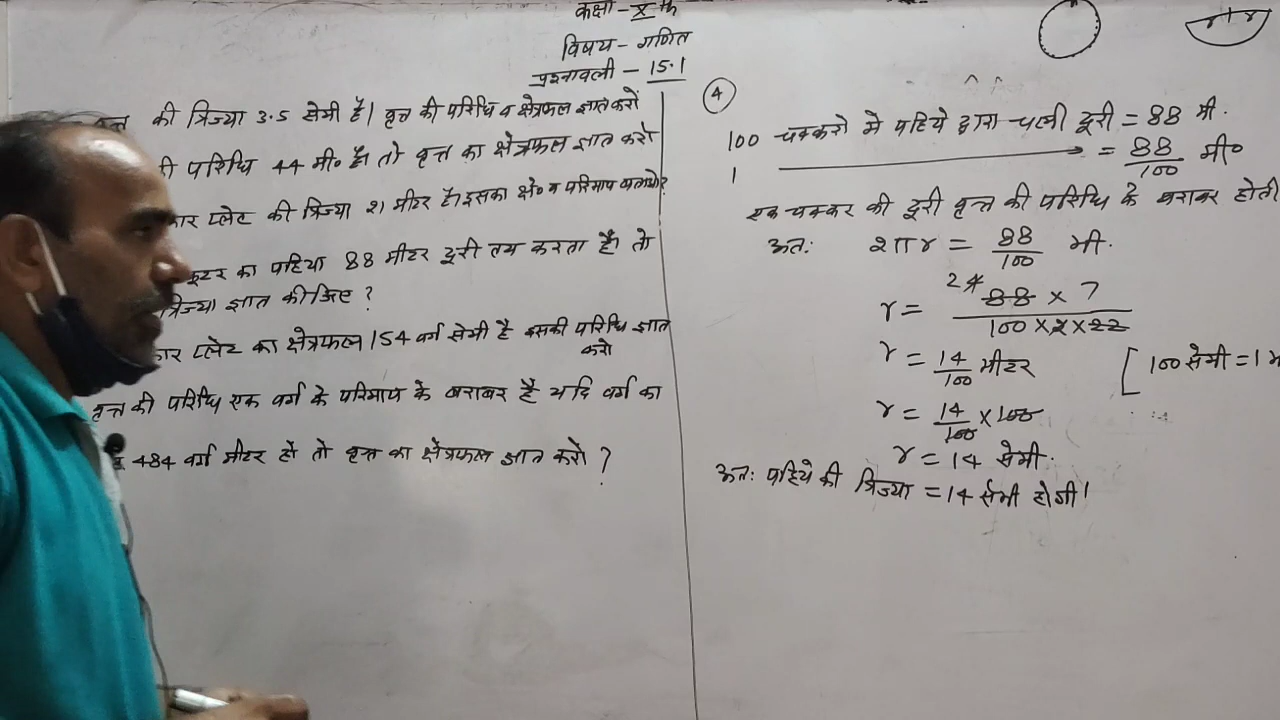 कक्षा - X th
विषय - गणित
प्रश्नावली - 15.1
की त्रिज्या 3.5 सेमी है। वृत्त की परिधि व क्षेत्रफल ज्ञात करो
परिधि 44 मी० है। तो वृत्त का क्षेत्रफल ज्ञात करो
प्लेट की त्रिज्या 21 मीटर है। इसका क्षे० व परिमाप बताओ?
का पहिया 88 मीटर दूरी तय करता है। तो
त्रिज्या ज्ञात कीजिए ?
प्लेट का क्षेत्रफल 154 वर्ग सेमी है इसकी परिधि ज्ञात
करो
वृत्त की परिधि एक वर्ग के परिमाप के बराबर है यदि वर्ग का
484 वर्ग मीटर हो तो वृत्त का क्षेत्रफल ज्ञात करो ?
4
100 चक्करो मे पहिये द्वारा चली दूरी = 88 मी.
1 = 88/100 मी०
एक चक्कर की दूरी वृत्त की परिधि के बराबर होती
अतः 2πr = 88/100 मी.
r = 88 × 7 / 100 × 2 × 22
r = 14/100 मीटर [100 सेमी = 1
r = 14/100 × 100
r = 14 सेमी.
अतः पहिये की त्रिज्या = 14 सेमी होगी।